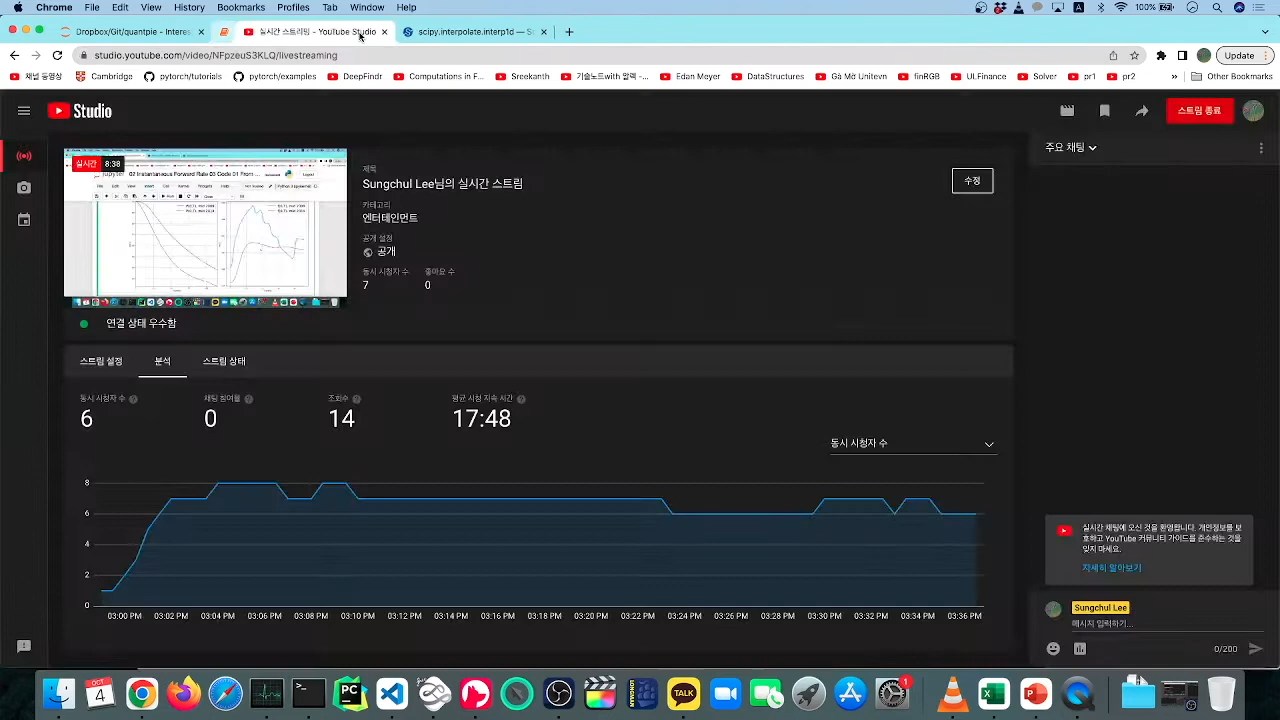 Chrome File Edit View History Bookmarks Profiles Tab Window Help
100%
Dropbox/Git/quantpie - Interes
실시간 스트리밍 - YouTube Studio
scipy.interpolate.interp1d — S
studio.youtube.com/video/NFpzeuS3KLQ/livestreaming
Update
채널 동영상 Cambridge pytorch/tutorials pytorch/examples DeepFindr Computations in F... Sreekanth 기술노트with 알렉 -... Edan Meyer DataStructures Gà Mờ Unitevn finRGB ULFinance Solver pr1 pr2 » Other Bookmarks
Studio
스트림 종료
실시간 8:38
02 Instantaneous Forward Rate 03 Code 01 From
제목
Sungchul Lee님의 실시간 스트림
수정
카테고리
엔터테인먼트
공개 설정
공개
동시 시청자 수 좋아요 수
7 0
연결 상태 우수함
주요 채팅
스트림 설정 분석 스트림 상태
동시 시청자 수 채팅 참여율 조회수 평균 시청 지속 시간
6 0 14 17:48
동시 시청자 수
8
6
4
2
0
03:00 PM 03:02 PM 03:04 PM 03:06 PM 03:08 PM 03:10 PM 03:12 PM 03:14 PM 03:16 PM 03:18 PM 03:20 PM 03:22 PM 03:24 PM 03:26 PM 03:28 PM 03:30 PM 03:32 PM 03:34 PM 03:36 PM
실시간 채팅에 오신 것을 환영합니다. 개인정보를 보
호하고 YouTube 커뮤니티 가이드를 준수하는 것을
잊지 마세요.
자세히 알아보기
Sungchul Lee
메시지 입력하기...
0/200
OCT
4
PC
TALK
1